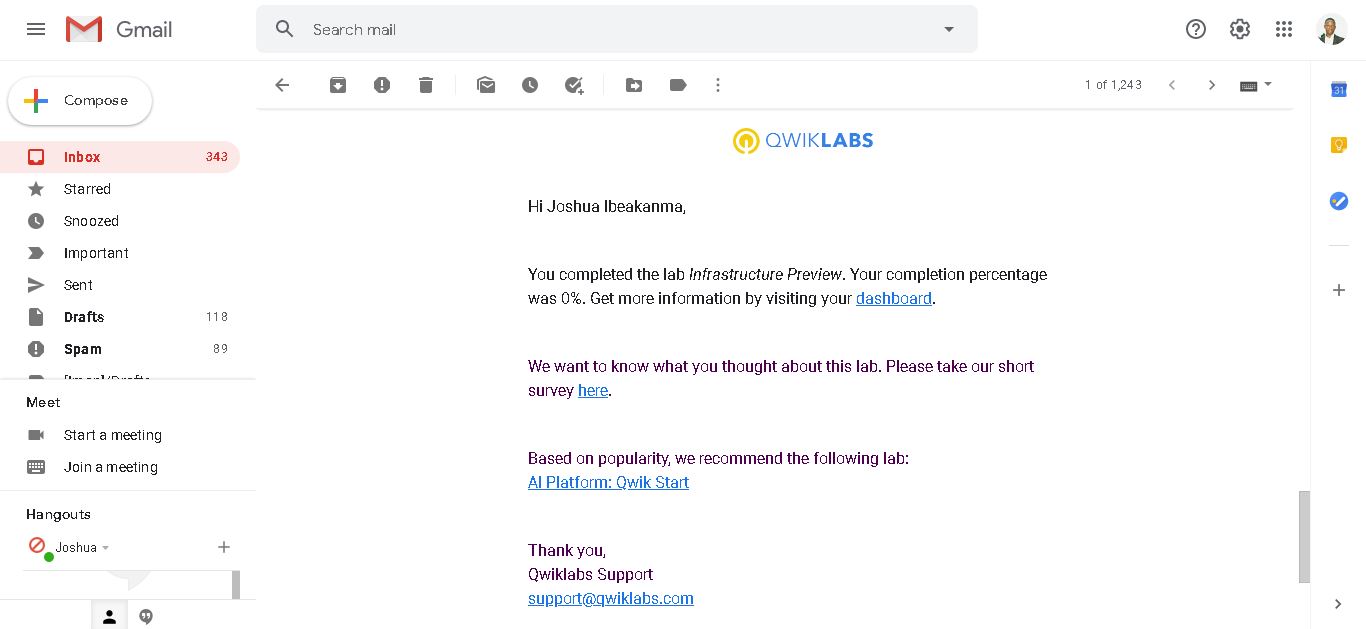 Gmail
Search mail
Compose
1 of 1,243
31
Inbox 343
Starred
Snoozed
Important
Sent
Drafts 118
Spam 89
Meet
Start a meeting
Join a meeting
Hangouts
Joshua
QWIKLABS
Hi Joshua Ibeakanma,
You completed the lab Infrastructure Preview. Your completion percentage
was 0%. Get more information by visiting your dashboard.
We want to know what you thought about this lab. Please take our short
survey here.
Based on popularity, we recommend the following lab:
AI Platform: Qwik Start
Thank you,
Qwiklabs Support
support@qwiklabs.com